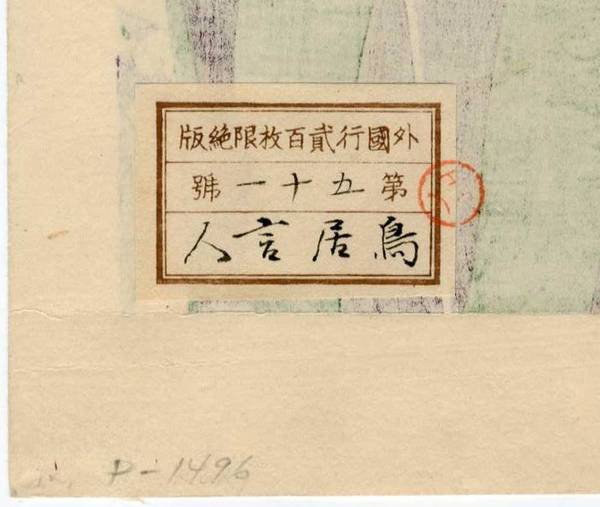 外國行貳百枚限絶版
第五十一號
鳥居言人
P-1496